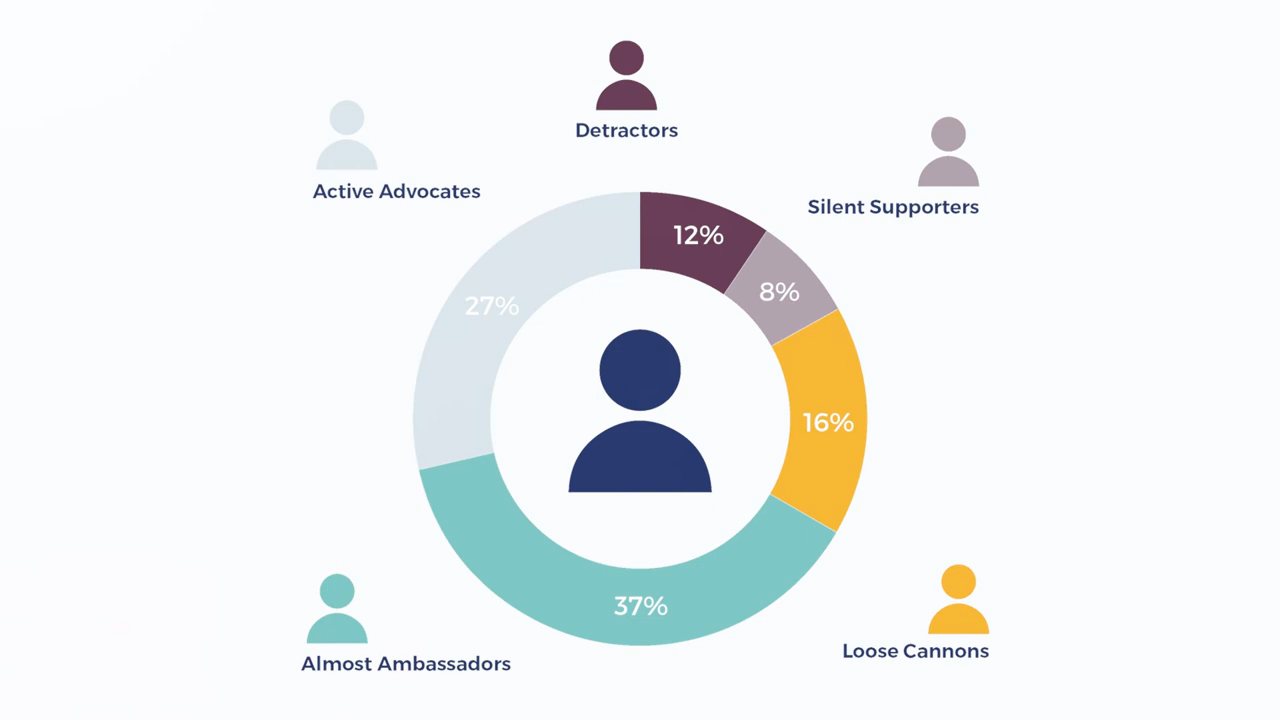 Detractors
Active Advocates
Silent Supporters
12%
8%
27%
16%
37%
Loose Cannons
Almost Ambassadors